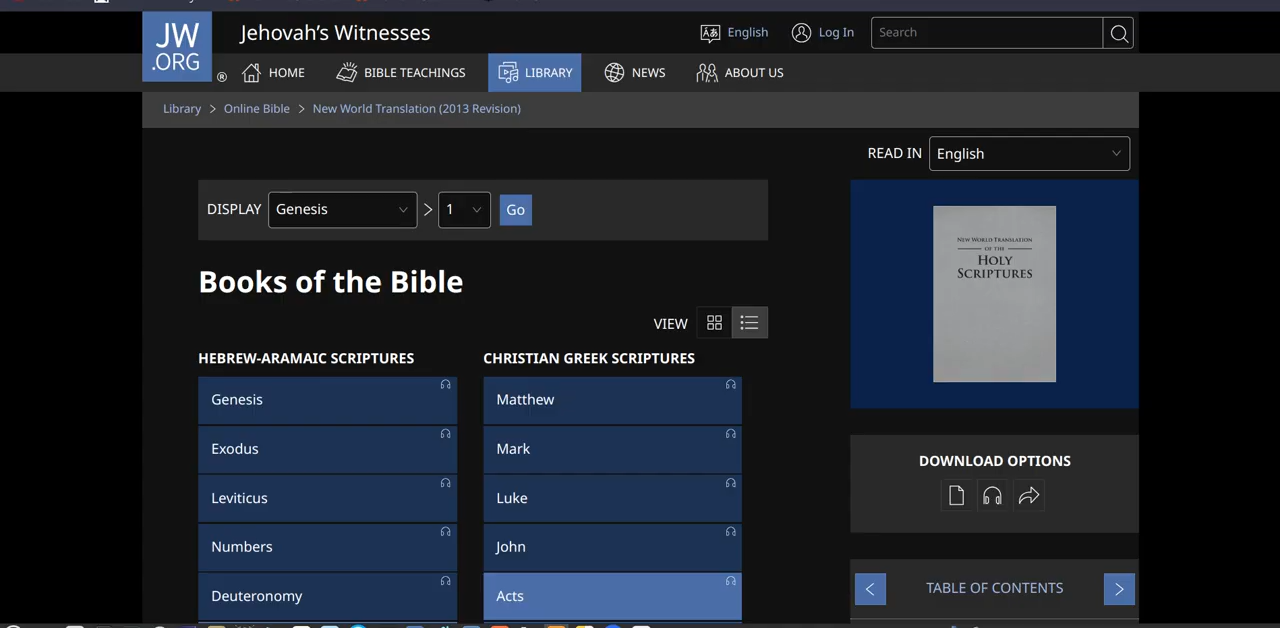 JW
.ORG
®
Jehovah's Witnesses
English
Log In
Search
HOME
BIBLE TEACHINGS
LIBRARY
NEWS
ABOUT US
Library > Online Bible > New World Translation (2013 Revision)
READ IN English
DISPLAY Genesis > 1 Go
Books of the Bible
VIEW
HEBREW-ARAMAIC SCRIPTURES
Genesis
Exodus
Leviticus
Numbers
Deuteronomy
CHRISTIAN GREEK SCRIPTURES
Matthew
Mark
Luke
John
Acts
NEW WORLD TRANSLATION
OF THE
HOLY
SCRIPTURES
DOWNLOAD OPTIONS
< TABLE OF CONTENTS >